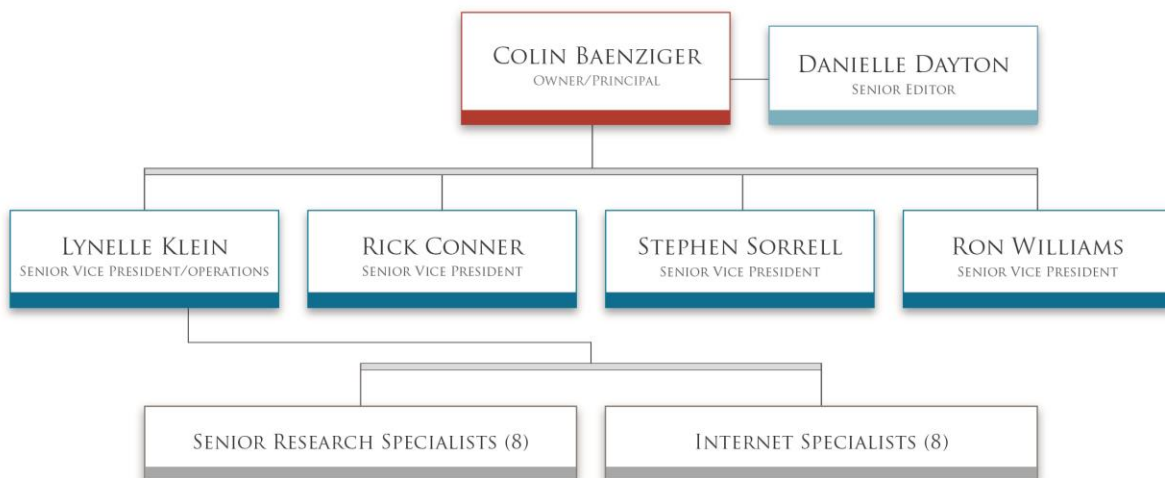 Colin Baenziger
Owner/Principal
Danielle Dayton
Senior Editor
Lynelle Klein
Senior Vice President/operations
Rick Conner
Senior Vice President
Stephen Sorrell
Senior Vice President
Ron Williams
Senior Vice President
Senior Research Specialists (8)
Internet Specialists (8)